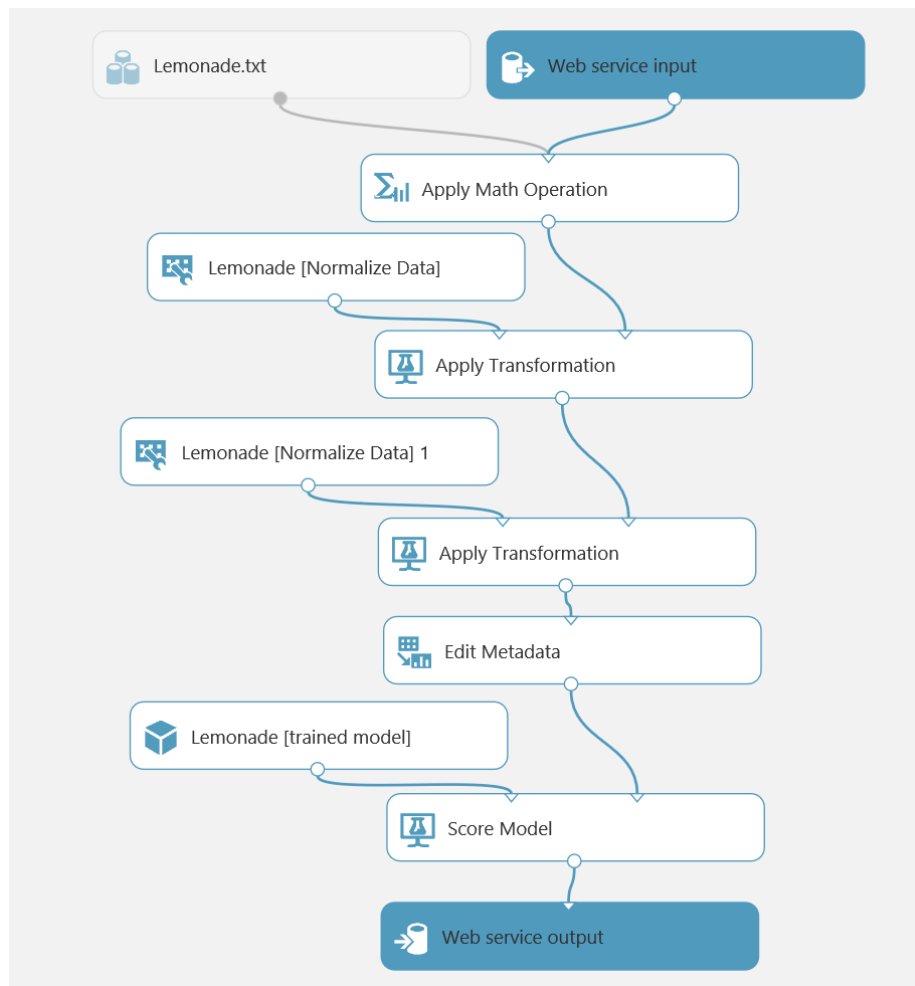 Lemonade.txt
Web service input
Apply Math Operation
Lemonade [Normalize Data]
Apply Transformation
Lemonade [Normalize Data] 1
Apply Transformation
Edit Metadata
Lemonade [trained model]
Score Model
Web service output